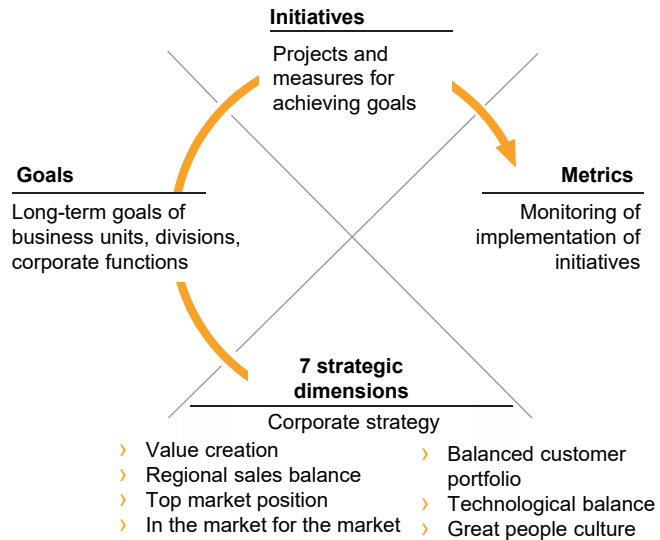 Initiatives
Projects and
measures for
achieving goals
Goals
Long-term goals of
business units, divisions,
corporate functions
Metrics
Monitoring of
implementation of
initiatives
7 strategic
dimensions
Corporate strategy
› Value creation
› Regional sales balance
› Top market position
› In the market for the market
› Balanced customer
portfolio
› Technological balance
› Great people culture